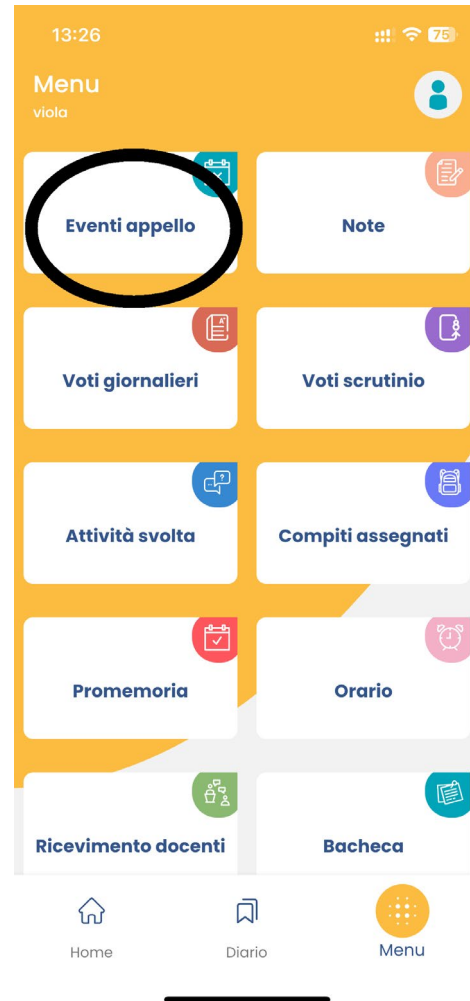 13:26
75
Menu
viola
Eventi appello
Note
Voti giornalieri
Voti scrutinio
Attività svolta
Compiti assegnati
Promemoria
Orario
Ricevimento docenti
Bacheca
Home
Diario
Menu